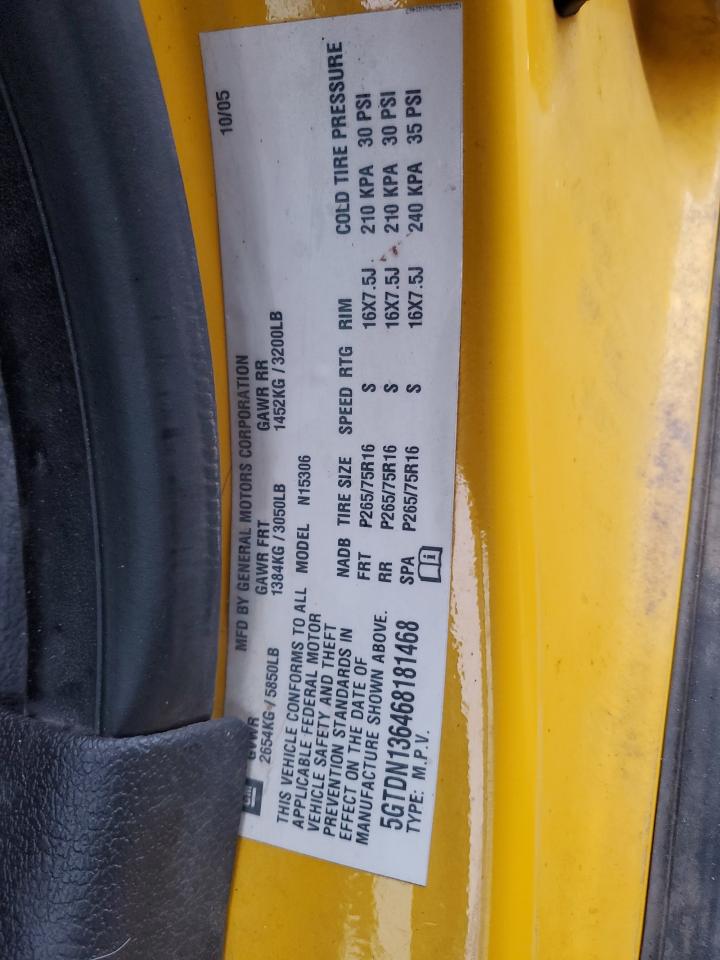 GM
MFD BY GENERAL MOTORS CORPORATION
10/05
GVWR
GAWR FRT
GAWR RR
2654KG / 5850LB
1384KG / 3050LB
1452KG / 3200LB
THIS VEHICLE CONFORMS TO ALL
APPLICABLE FEDERAL MOTOR
VEHICLE SAFETY AND THEFT
PREVENTION STANDARDS IN
EFFECT ON THE DATE OF
MANUFACTURE SHOWN ABOVE.
5GTDN136468181468
TYPE: M.P.V.
MODEL N15306
NADB TIRE SIZE SPEED RTG RIM COLD TIRE PRESSURE
FRT P265/75R16 S 16X7.5J 210 KPA 30 PSI
RR P265/75R16 S 16X7.5J 210 KPA 30 PSI
SPA P265/75R16 S 16X7.5J 240 KPA 35 PSI